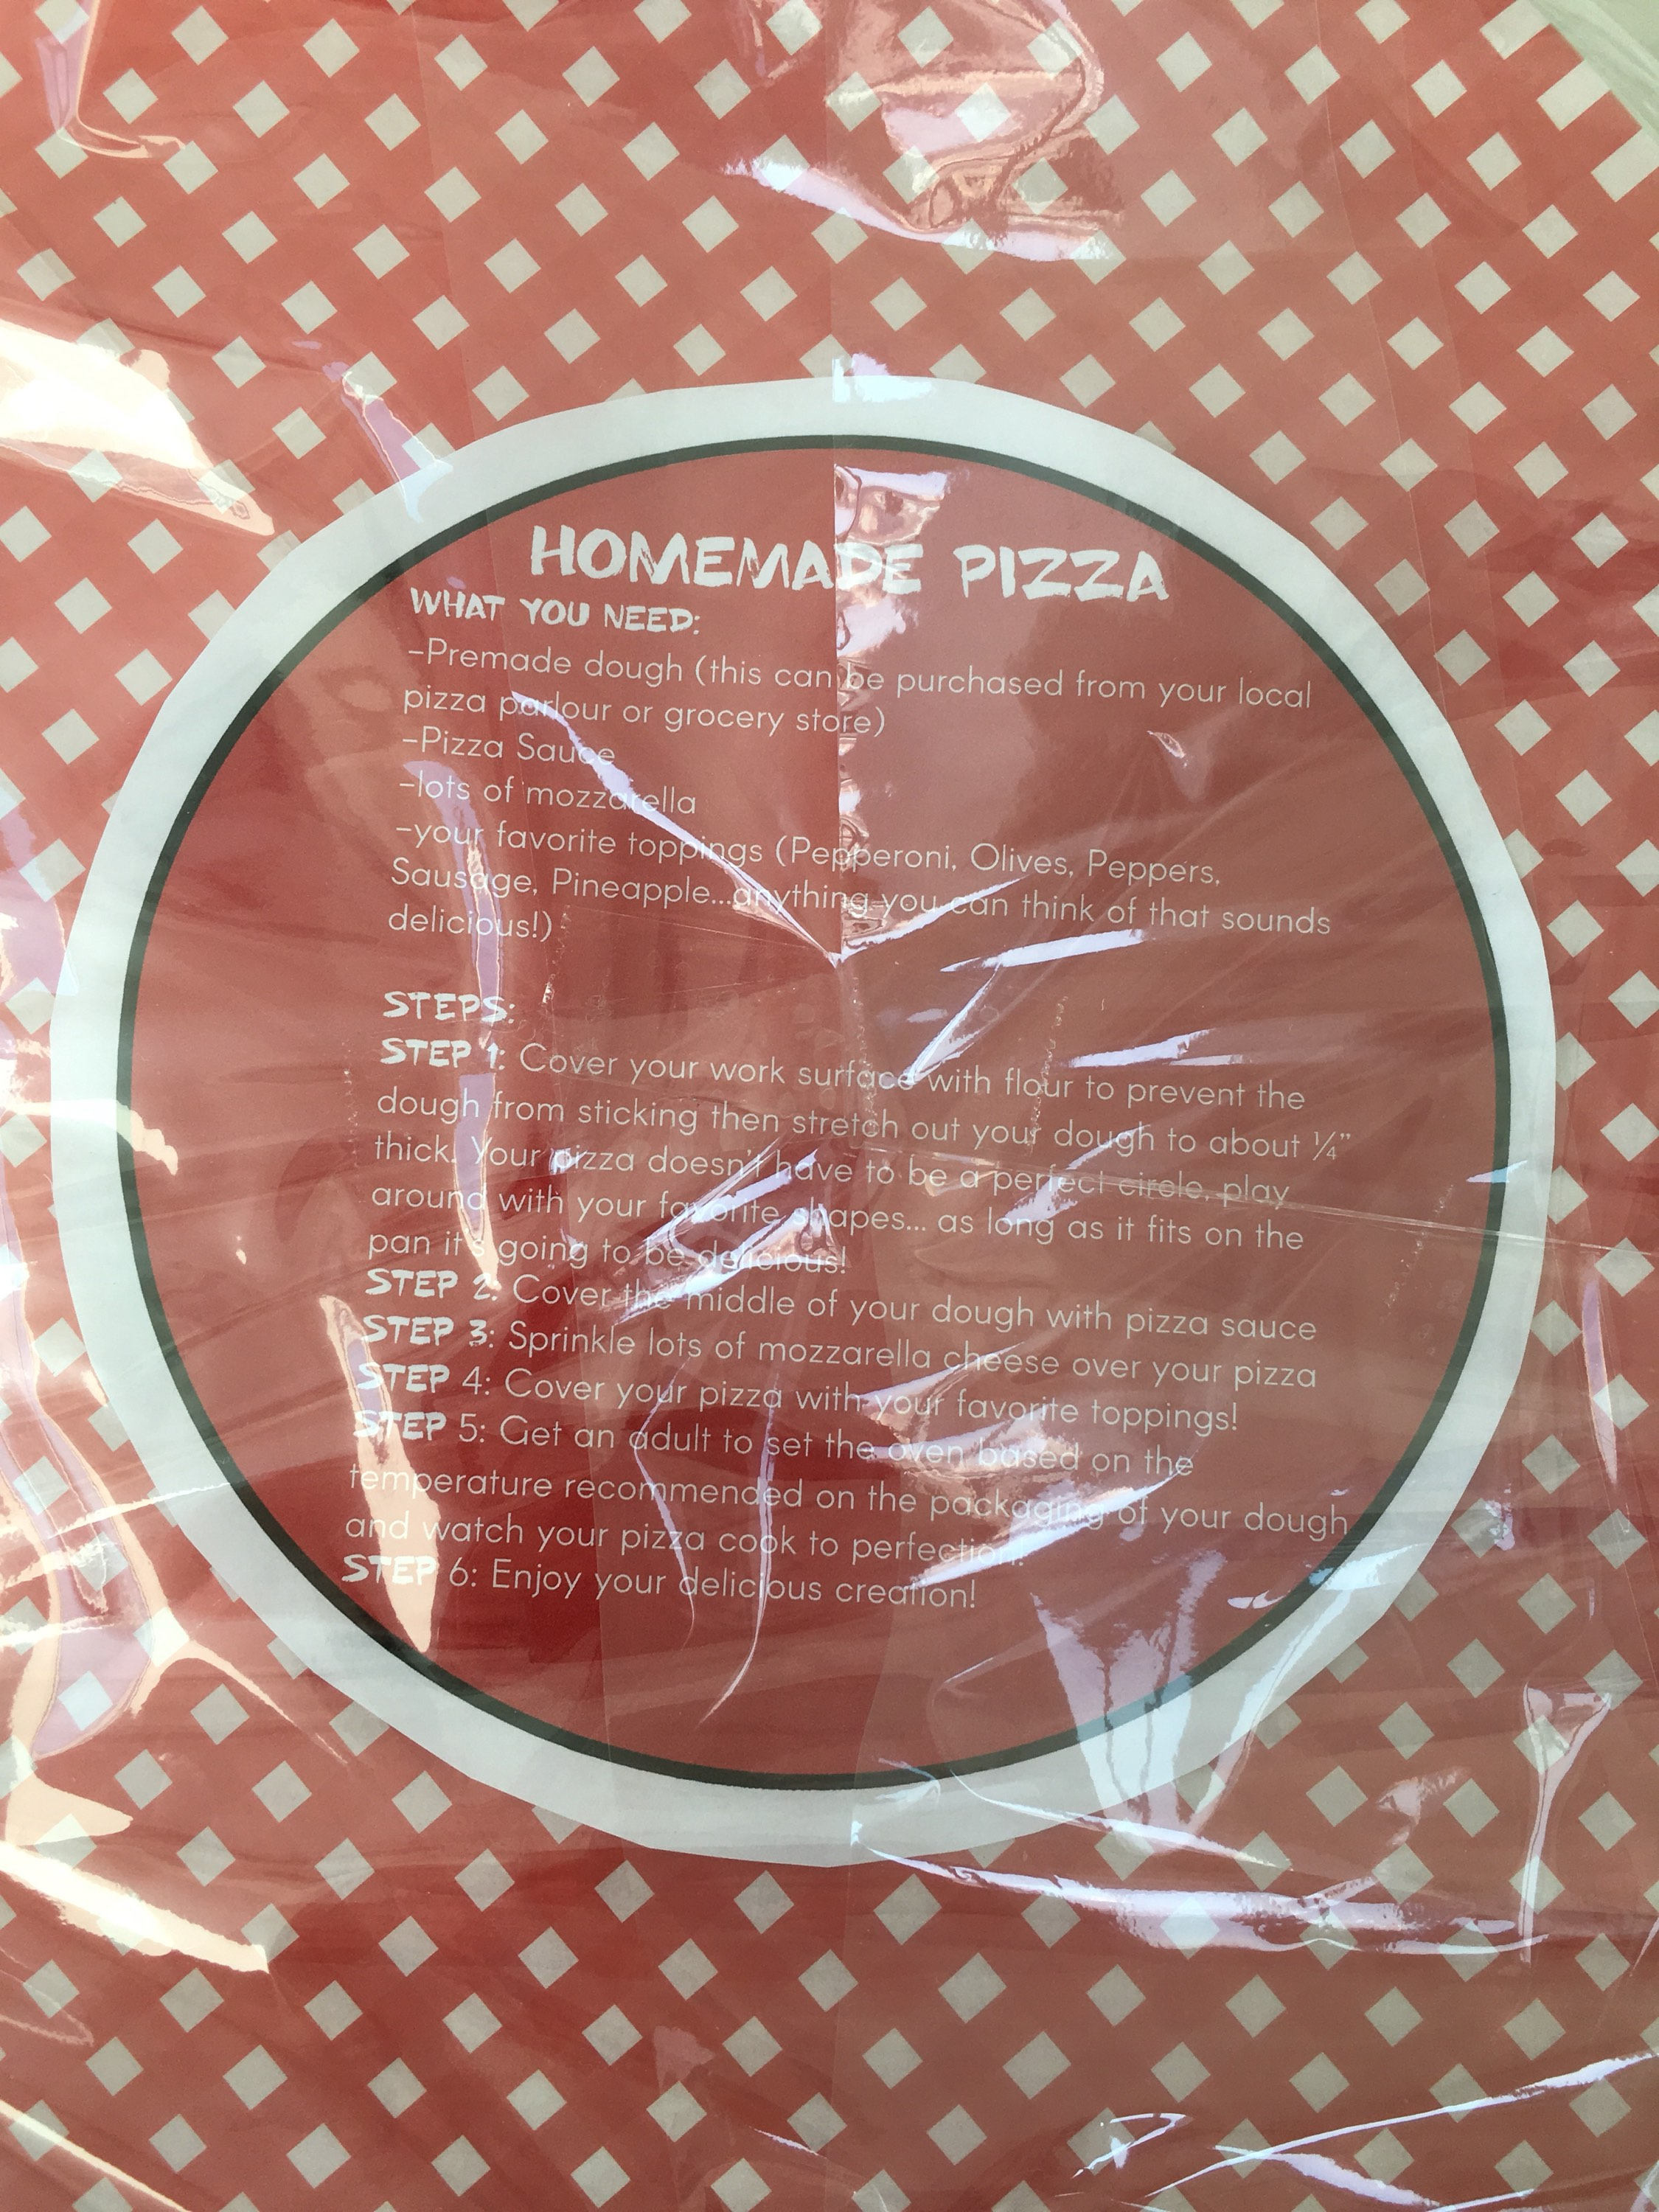 HOMEMADE PIZZA
WHAT YOU NEED:
-Premade dough (this can be purchased from your local
pizza parlour or grocery store)
-Pizza Sauce
-lots of mozzarella
-your favorite toppings (Pepperoni, Olives, Peppers,
Sausage, Pineapple...anything you can think of that sounds
delicious!)
STEPS:
STEP 1: Cover your work surface with flour to prevent the
dough from sticking then stretch out your dough to about ¼”
thick. Your pizza doesn't have to be a perfect circle, play
around with your favorite shapes... as long as it fits on the
pan it's going to be delicious!
STEP 2: Cover the middle of your dough with pizza sauce
STEP 3: Sprinkle lots of mozzarella cheese over your pizza
STEP 4: Cover your pizza with your favorite toppings!
STEP 5: Get an adult to set the oven based on the
temperature recommended on the packaging of your dough
and watch your pizza cook to perfection!
STEP 6: Enjoy your delicious creation!